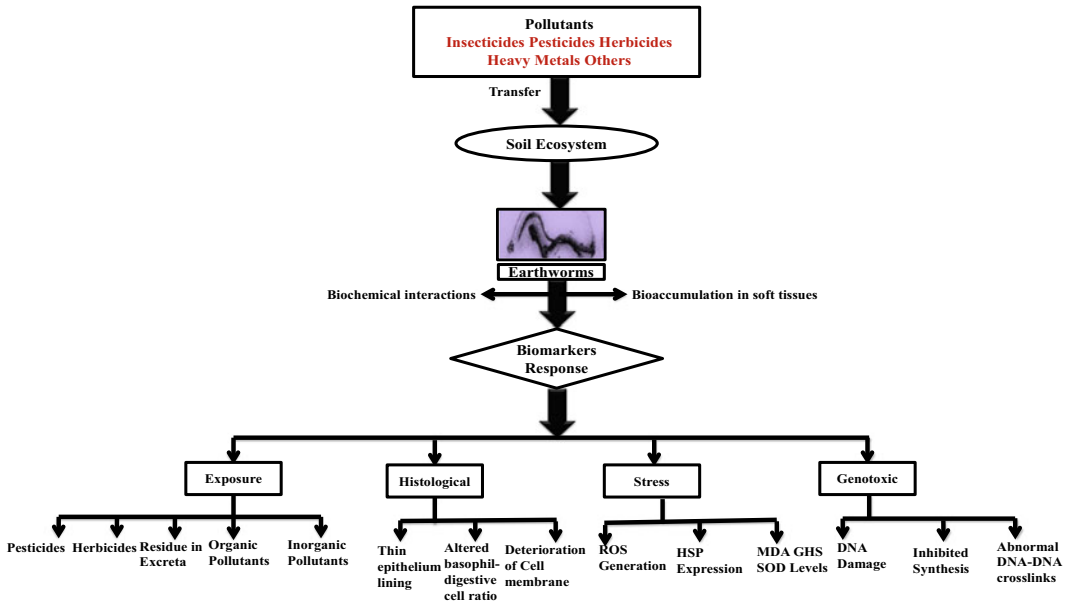 Pollutants
Insecticides Pesticides Herbicides
Heavy Metals Others
Transfer
Soil Ecosystem
Earthworms
Biochemical interactions
Bioaccumulation in soft tissues
Biomarkers
Response
Exposure
Histological
Stress
Genotoxic
Pesticides
Herbicides
Residue in
Excreta
Organic
Pollutants
Inorganic
Pollutants
Thin
epithelium
lining
Altered
basophil-
digestive
cell ratio
Deterioration
of Cell
membrane
ROS
Generation
HSP
Expression
MDA GHS
SOD Levels
DNA
Damage
Inhibited
Synthesis
Abnormal
DNA-DNA
crosslinks